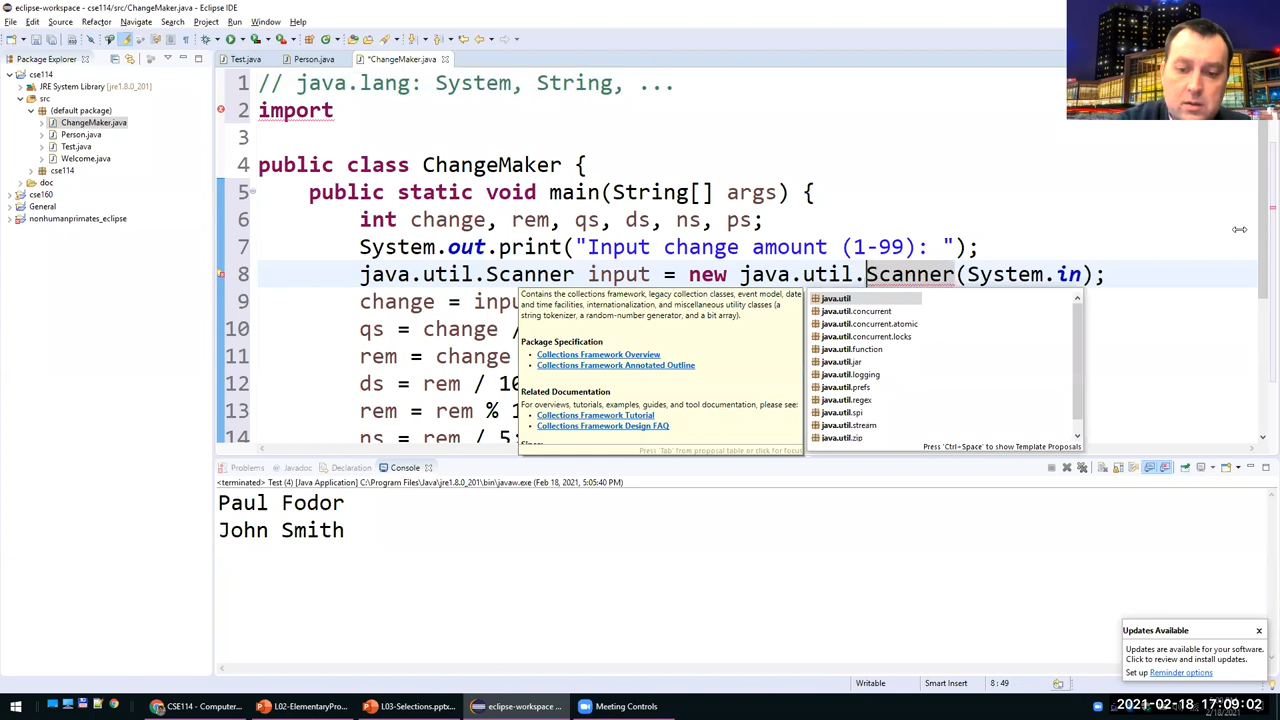 eclipse-workspace - cse114/src/ChangeMaker.java - Eclipse IDE
File Edit Source Refactor Navigate Search Project Run Window Help
Package Explorer
Test.java Person.java *ChangeMaker.java
cse114
JRE System Library [jre1.8.0_201]
src
(default package)
ChangeMaker.java
Person.java
Test.java
Welcome.java
cse114
doc
cse160
General
nonhumanprimates_eclipse
1 // java.lang: System, String, ...
2 import
3
4 public class ChangeMaker {
5 public static void main(String[] args) {
6 int change, rem, qs, ds, ns, ps;
7 System.out.print("Input change amount (1-99): ");
8 java.util.Scanner input = new java.util.Scanner(System.in);
9 change = inpu
10 qs = change /
11 rem = change
12 ds = rem / 10
13 rem = rem % 1
14 ns = rem / 5;
Contains the collections framework, legacy collection classes, event model, date
and time facilities, internationalization, and miscellaneous utility classes (a
string tokenizer, a random-number generator, and a bit array).
Package Specification
• Collections Framework Overview
• Collections Framework Annotated Outline
Related Documentation
For overviews, tutorials, examples, guides, and tool documentation, please see:
• Collections Framework Tutorial
• Collections Framework Design FAQ
Press 'Tab' from proposal table or click for focus
java.util
java.util.concurrent
java.util.concurrent.atomic
java.util.concurrent.locks
java.util.function
java.util.jar
java.util.logging
java.util.prefs
java.util.regex
java.util.spi
java.util.stream
java.util.zip
Press 'Ctrl+Space' to show Template Proposals
Problems Javadoc Declaration Console
<terminated> Test (4) [Java Application] C:\Program Files\Java\jre1.8.0_201\bin\javaw.exe (Feb 18, 2021, 5:05:40 PM)
Paul Fodor
John Smith
Updates Available
Updates are available for your software.
Click to review and install updates.
Set up Reminder options
Writable Smart Insert 8 : 49
CSE114 - Computer... L02-ElementaryPro... L03-Selections.pptx... eclipse-workspace ... Meeting Controls
2021-02-18 17:09:02